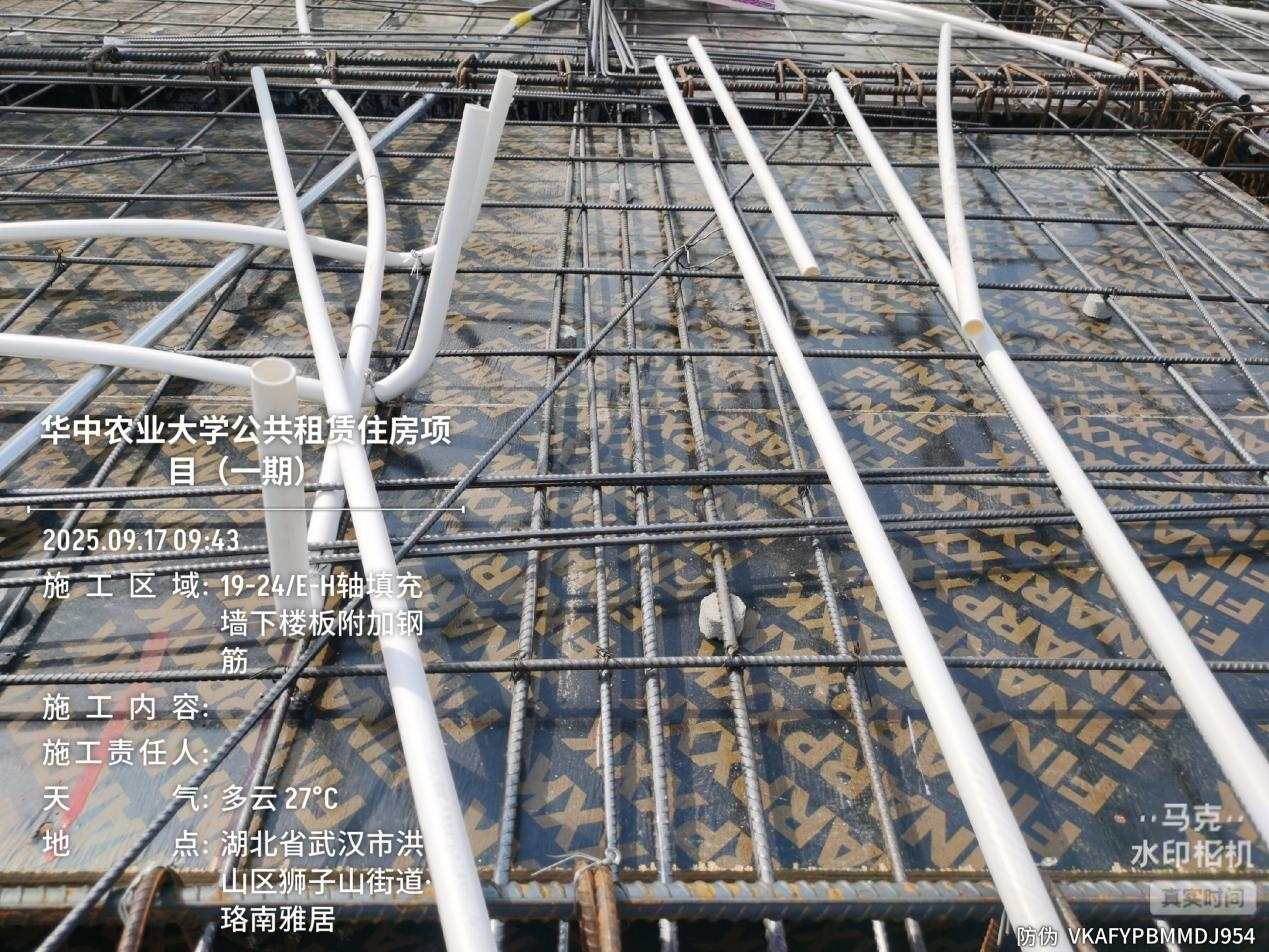 华中农业大学公共租赁住房项
目（一期）
2025.09.17 09:43
施工区域: 19-24/E-H轴填充
墙下楼板附加钢
筋
施工内容:
施工责任人:
天气: 多云 27°C
地点: 湖北省武汉市洪
山区狮子山街道·
珞南雅居
马克
水印相机
真实时间
防伪 VKAFYPBMMDJ954